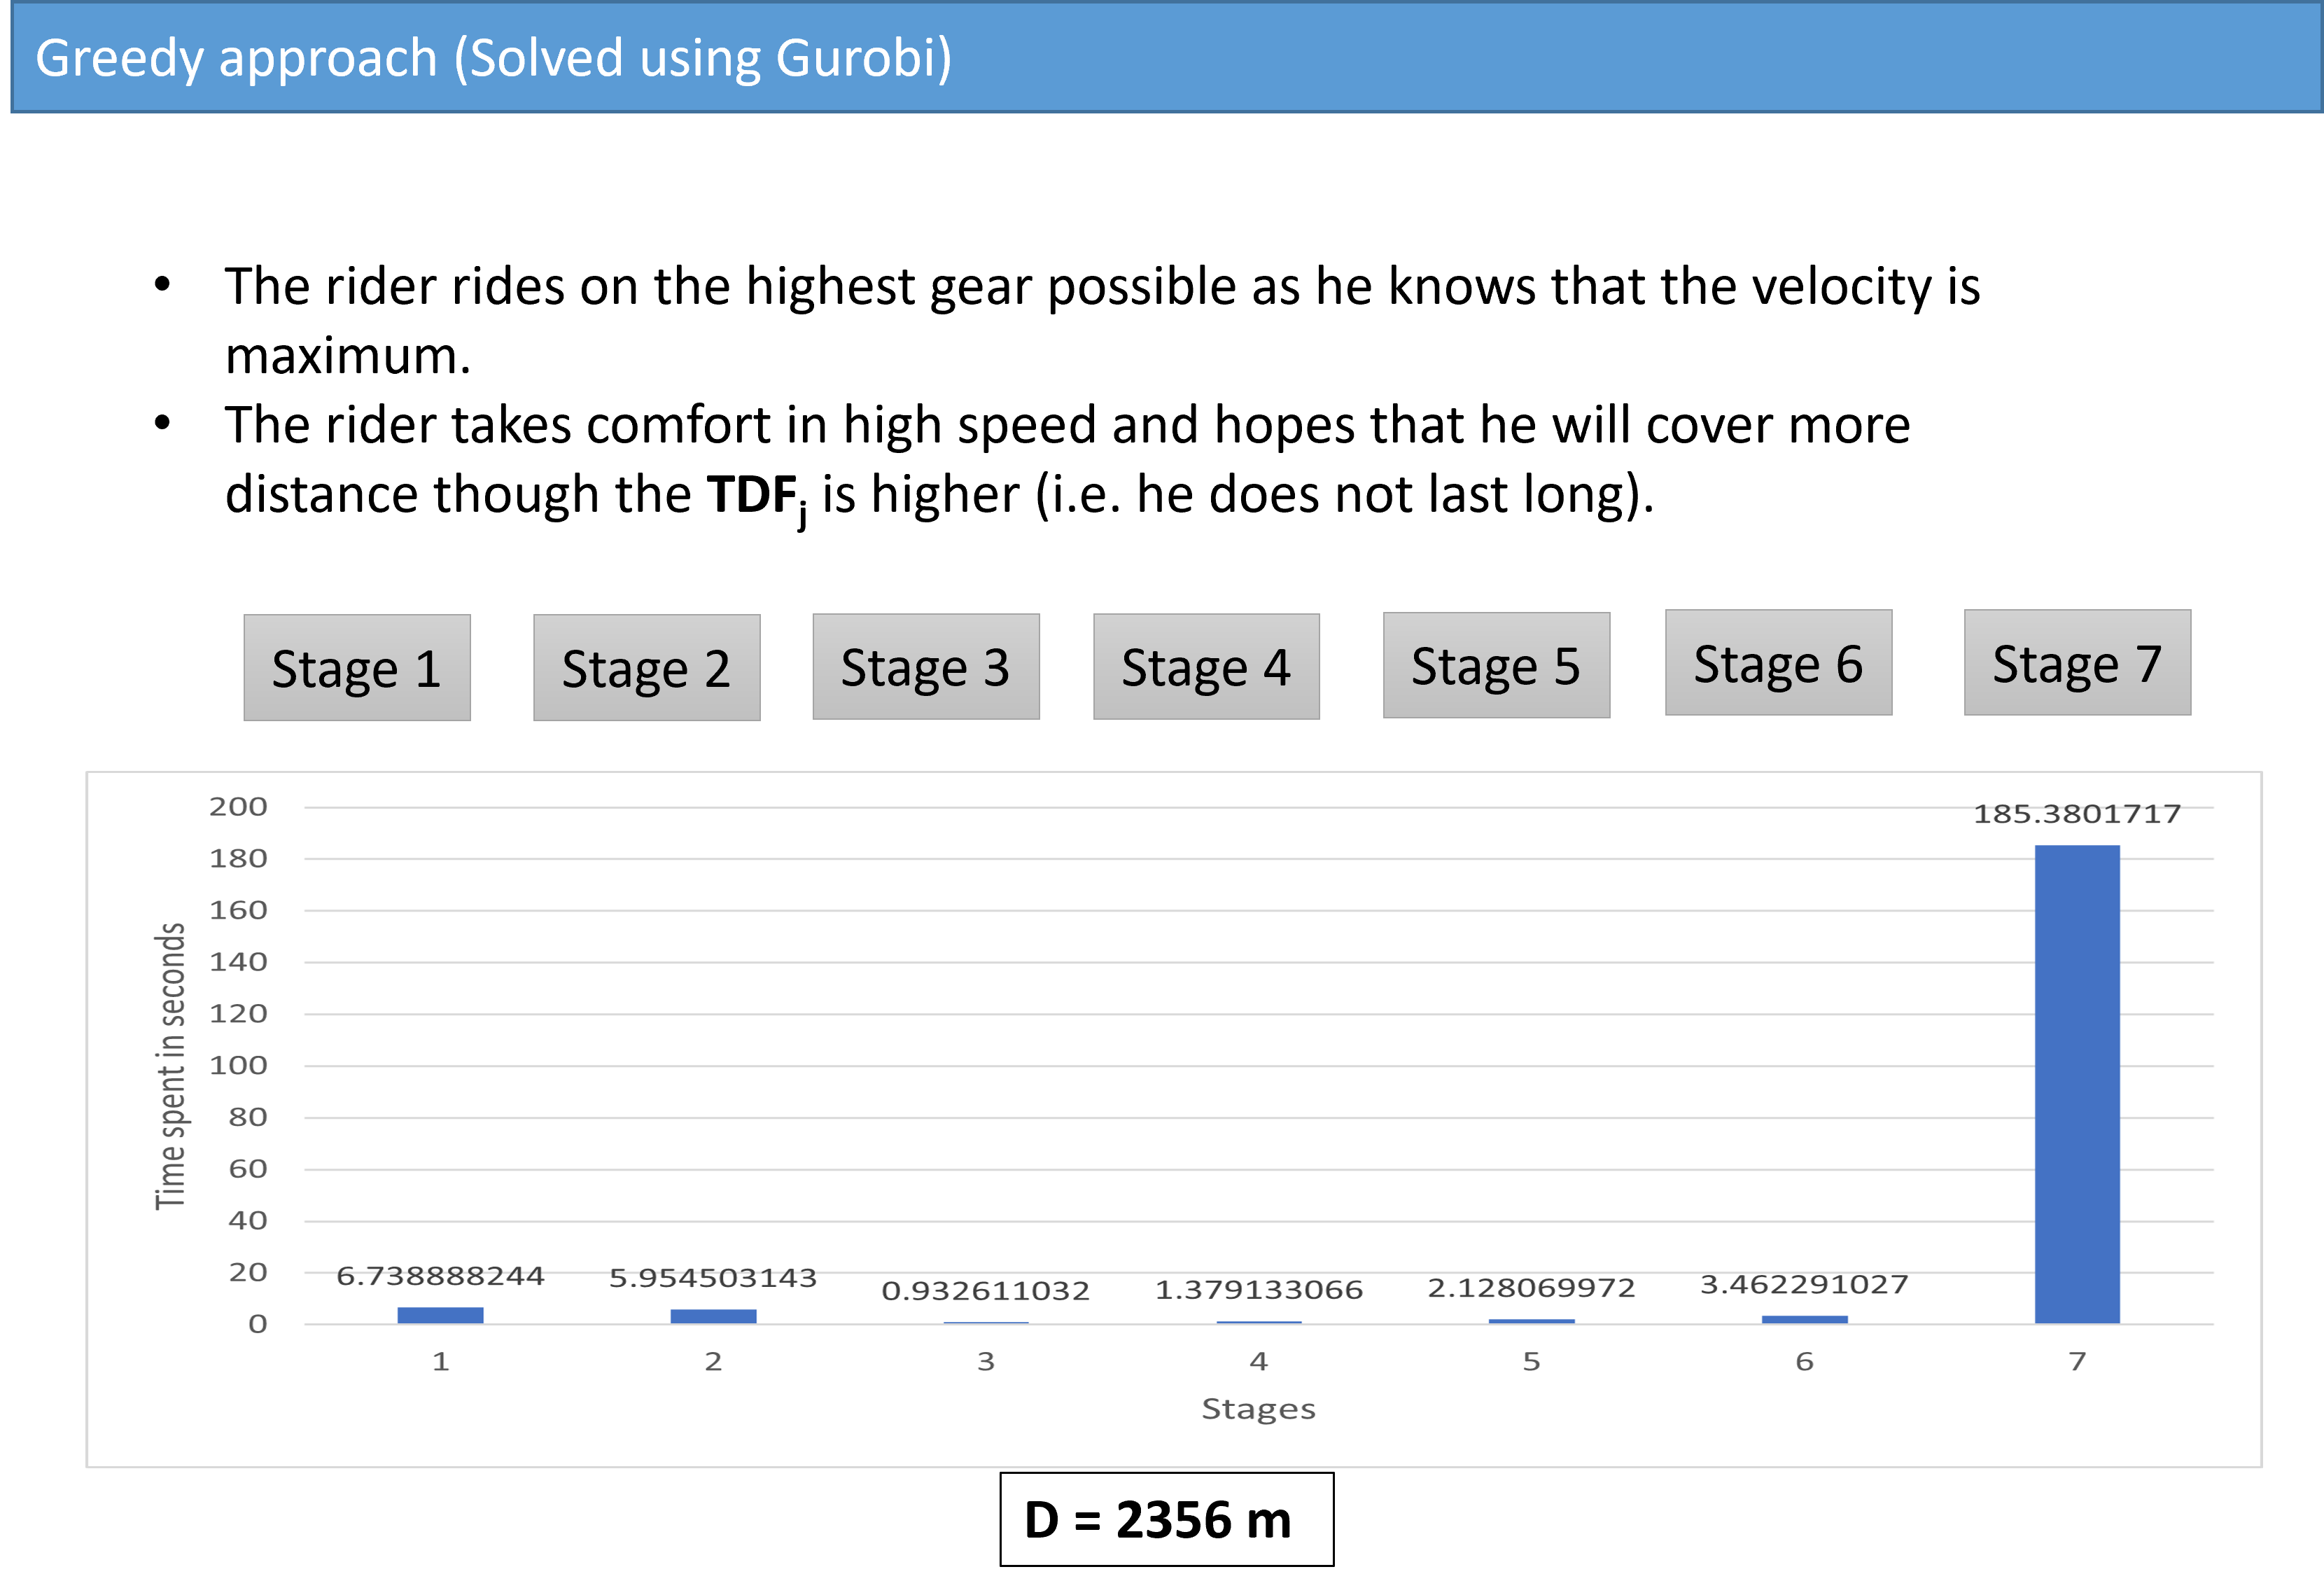 Greedy approach (Solved using Gurobi)
• The rider rides on the highest gear possible as he knows that the velocity is
maximum.
• The rider takes comfort in high speed and hopes that he will cover more
distance though the TDFj is higher (i.e. he does not last long).
Stage 1 Stage 2 Stage 3 Stage 4 Stage 5 Stage 6 Stage 7
Time spent in seconds
200
180
160
140
120
100
80
60
40
20
0
6.738888244 5.954503143 0.932611032 1.379133066 2.128069972 3.462291027 185.3801717
1 2 3 4 5 6 7
Stages
D = 2356 m